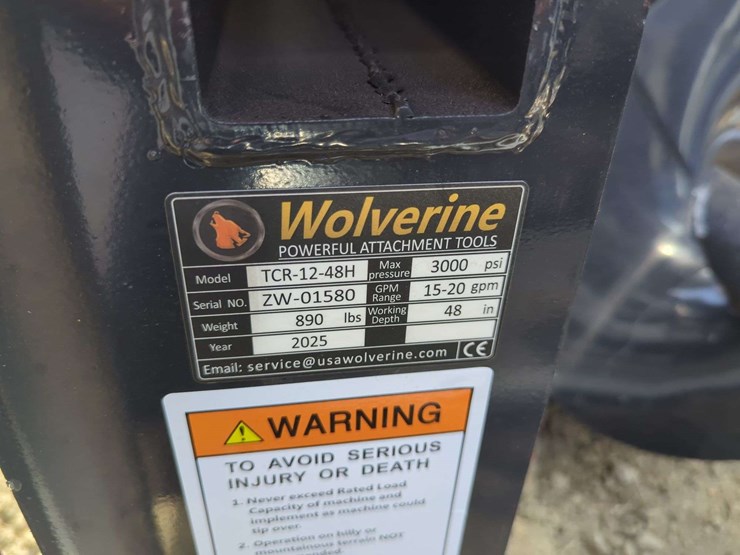 Wolverine
POWERFUL ATTACHMENT TOOLS
Model TCR-12-48H Max pressure 3000 psi
Serial NO. ZW-01580 GPM Range 15-20 gpm
Weight 890 lbs Working Depth 48 in
Year 2025
Email: service@usawolverine.com CE
WARNING
TO AVOID SERIOUS
INJURY OR DEATH
1. Never exceed Rated Load
Capacity of machine and
implement as machine could
tip over.
2. Operation on hilly or
mountainous terrain NOT